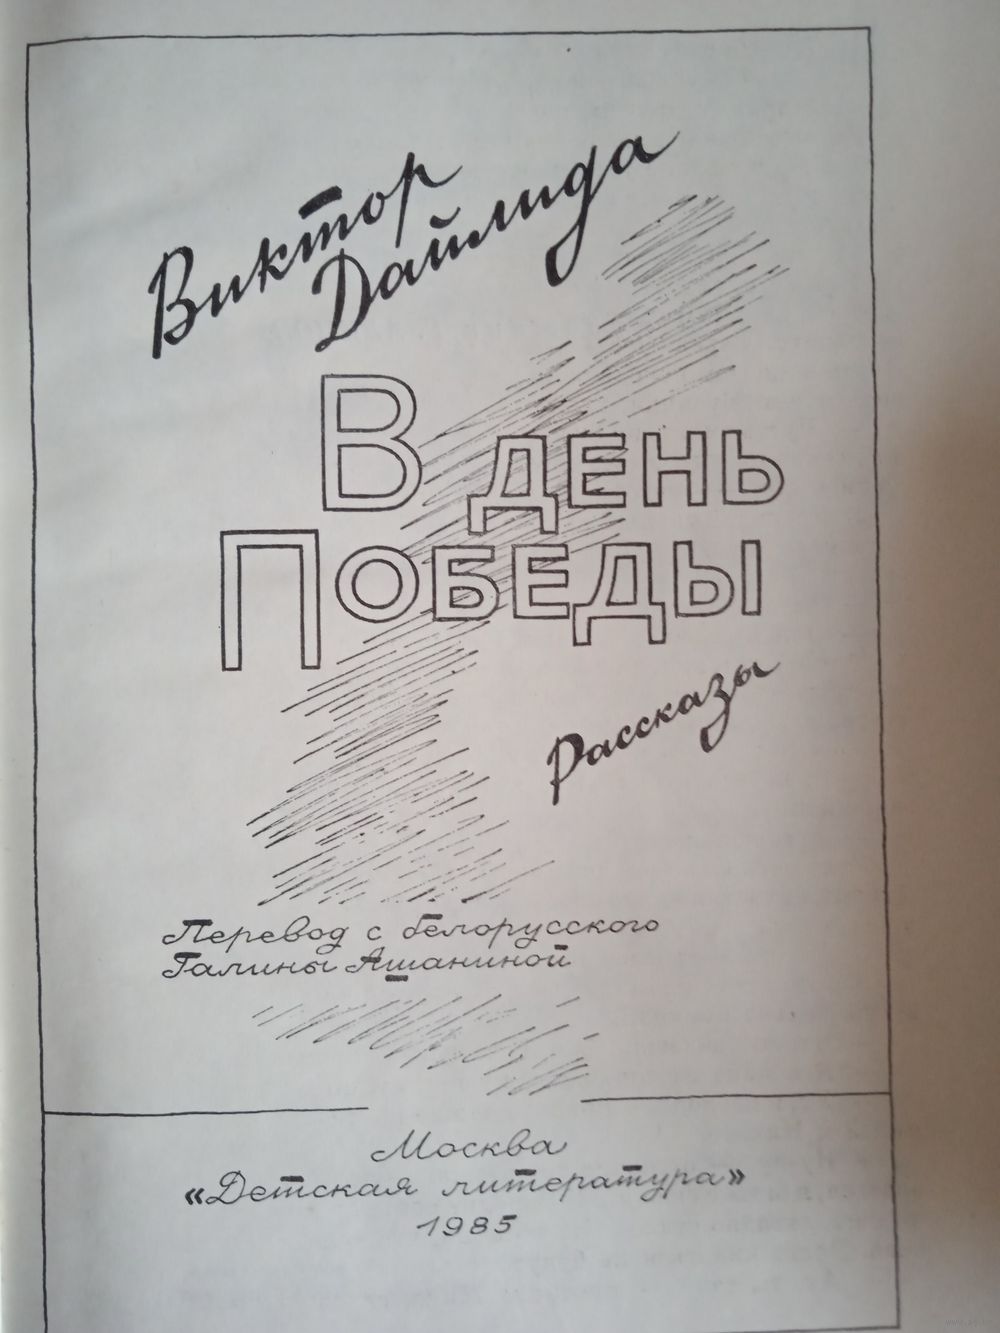 Виктор
Дайлида
В день
Победы
Рассказы
Перевод с белорусского
Галины Ашаниной
Москва
«Детская литература»
1985